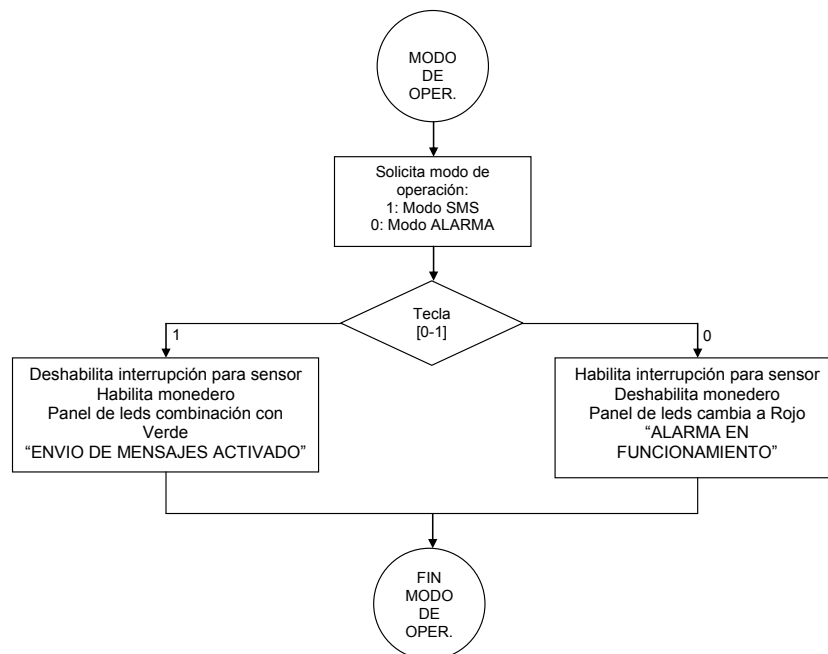 MODO
DE
OPER.
Solicita modo de
operación:
1: Modo SMS
0: Modo ALARMA
Tecla
[0-1]
1
0
Deshabilita interrupción para sensor
Habilita monedero
Panel de leds combinación con
Verde
“ENVIO DE MENSAJES ACTIVADO”
Habilita interrupción para sensor
Deshabilita monedero
Panel de leds cambia a Rojo
“ALARMA EN
FUNCIONAMIENTO”
FIN
MODO
DE
OPER.